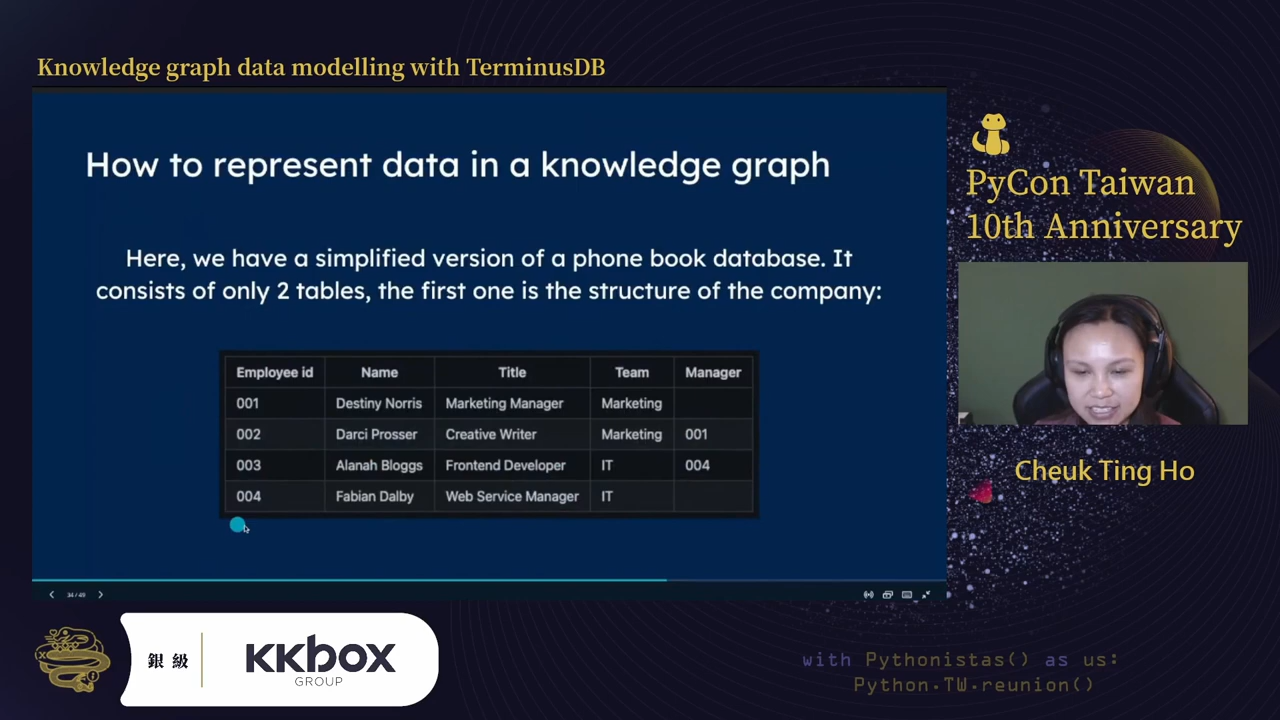 Knowledge graph data modelling with TerminusDB
How to represent data in a knowledge graph
Here, we have a simplified version of a phone book database. It
consists of only 2 tables, the first one is the structure of the company:
Employee id Name Title Team Manager
001 Destiny Norris Marketing Manager Marketing
002 Darci Prosser Creative Writer Marketing 001
003 Alanah Bloggs Frontend Developer IT 004
004 Fabian Dalby Web Service Manager IT
34 / 49
PyCon Taiwan
10th Anniversary
Cheuk Ting Ho
銀級
KKBOX
GROUP
with Pythonistas() as us:
Python.TW.reunion()